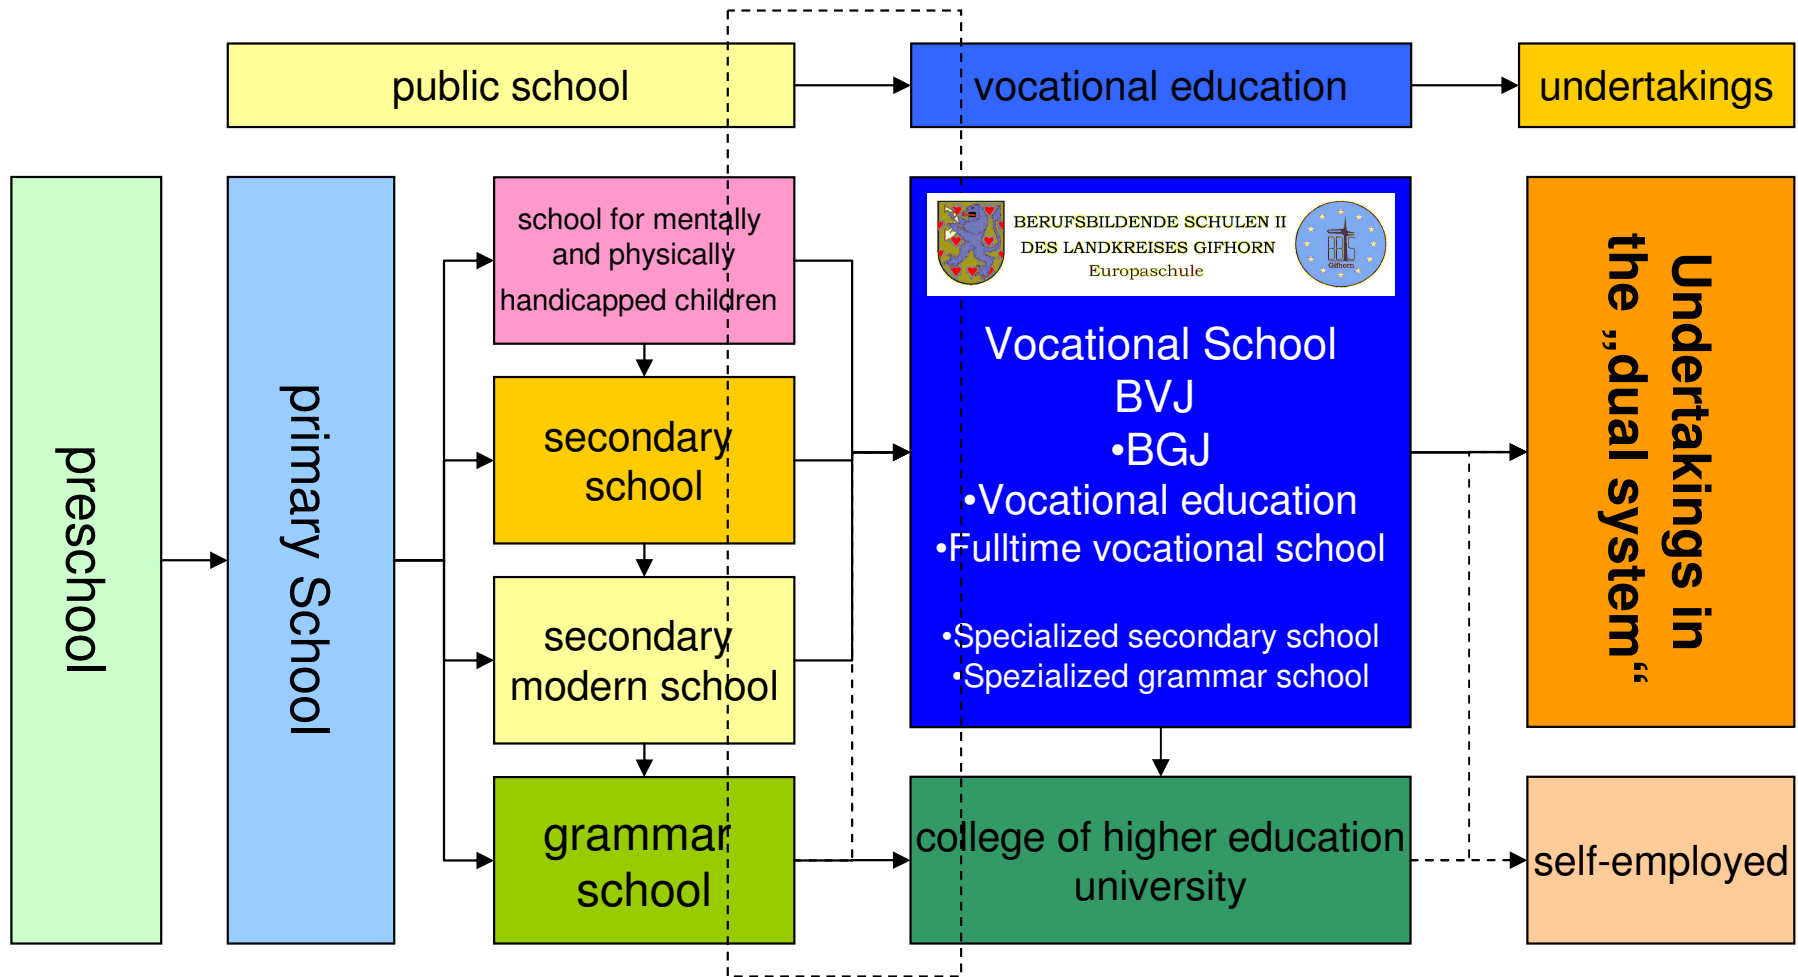 public school
vocational education
undertakings
preschool
primary School
school for mentally
and physically
handicapped children
secondary
school
secondary
modern school
grammar
school
BERUFSBILDENDE SCHULEN II
DES LANDKREISES GIFHORN
Europaschule
BBS
Gifhorn
Vocational School
BVJ
•BGJ
•Vocational education
•Fulltime vocational school
•Specialized secondary school
•Spezialized grammar school
college of higher education
university
Undertakings in
the „dual system“
self-employed